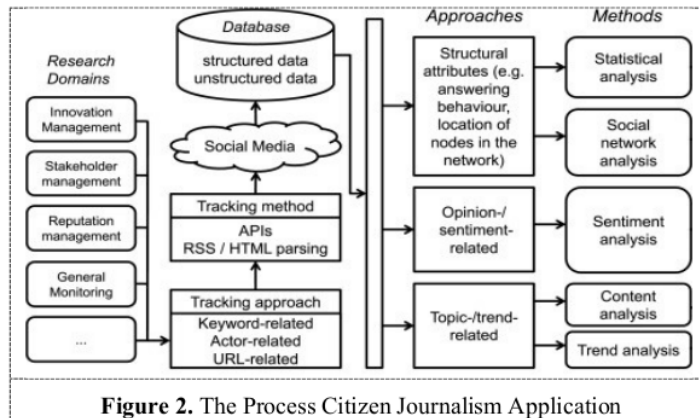 Research
Domains
Innovation
Management
Stakeholder
management
Reputation
management
General
Monitoring
...
Database
structured data
unstructured data
Social Media
Tracking method
APIs
RSS / HTML parsing
Tracking approach
Keyword-related
Actor-related
URL-related
Approaches
Structural
attributes (e.g.
answering
behaviour,
location of
nodes in the
network)
Opinion-/
sentiment-
related
Topic-/trend-
related
Methods
Statistical
analysis
Social
network
analysis
Sentiment
analysis
Content
analysis
Trend analysis
Figure 2. The Process Citizen Journalism Application